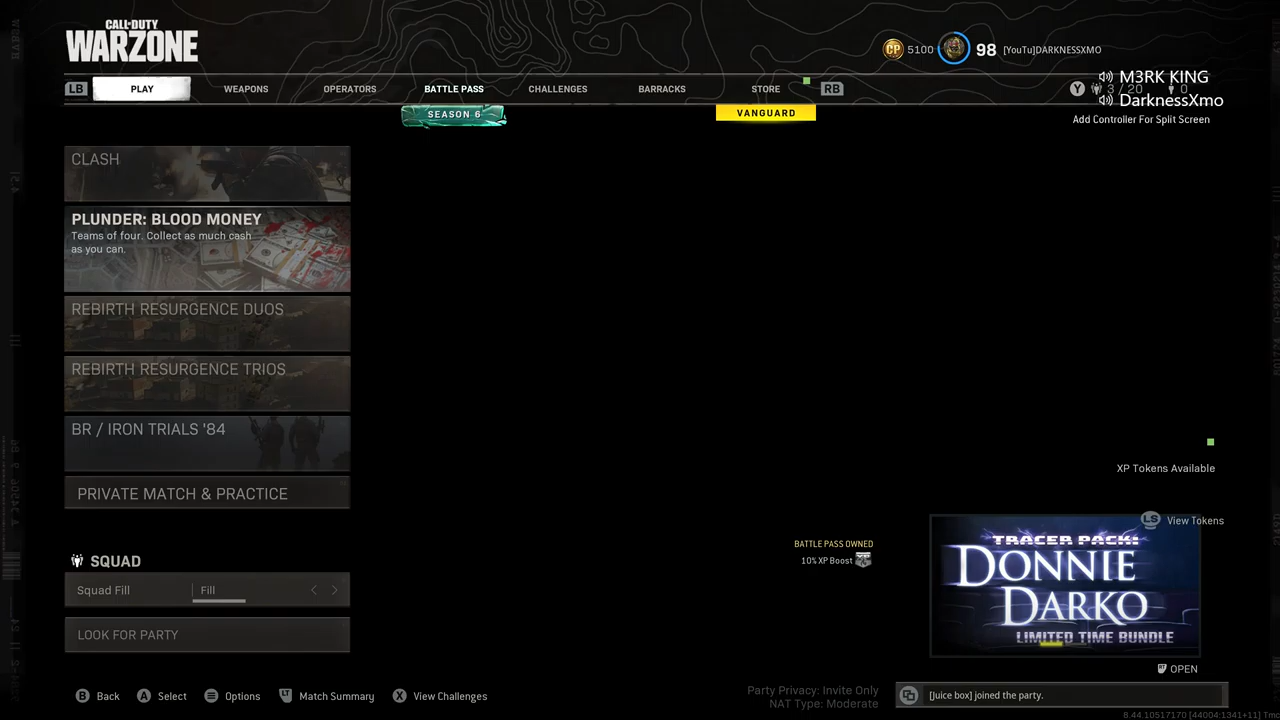 CALL OF DUTY
WARZONE
CP 5100 98 [YouTu]DARKNESSXMO
LB PLAY WEAPONS OPERATORS BATTLE PASS CHALLENGES BARRACKS STORE RB
M3RK KING
Y 3 / 20 0
DarknessXmo
SEASON 6 VANGUARD
Add Controller For Split Screen
CLASH
PLUNDER: BLOOD MONEY
Teams of four. Collect as much cash
as you can.
REBIRTH RESURGENCE DUOS
REBIRTH RESURGENCE TRIOS
BR / IRON TRIALS '84
PRIVATE MATCH & PRACTICE
XP Tokens Available
LS View Tokens
SQUAD
Squad Fill Fill
LOOK FOR PARTY
BATTLE PASS OWNED
10% XP Boost
TRACER PACK:
DONNIE
DARKO
LIMITED TIME BUNDLE
OPEN
B Back A Select Options LT Match Summary X View Challenges
Party Privacy: Invite Only
NAT Type: Moderate
[Juice box] joined the party.